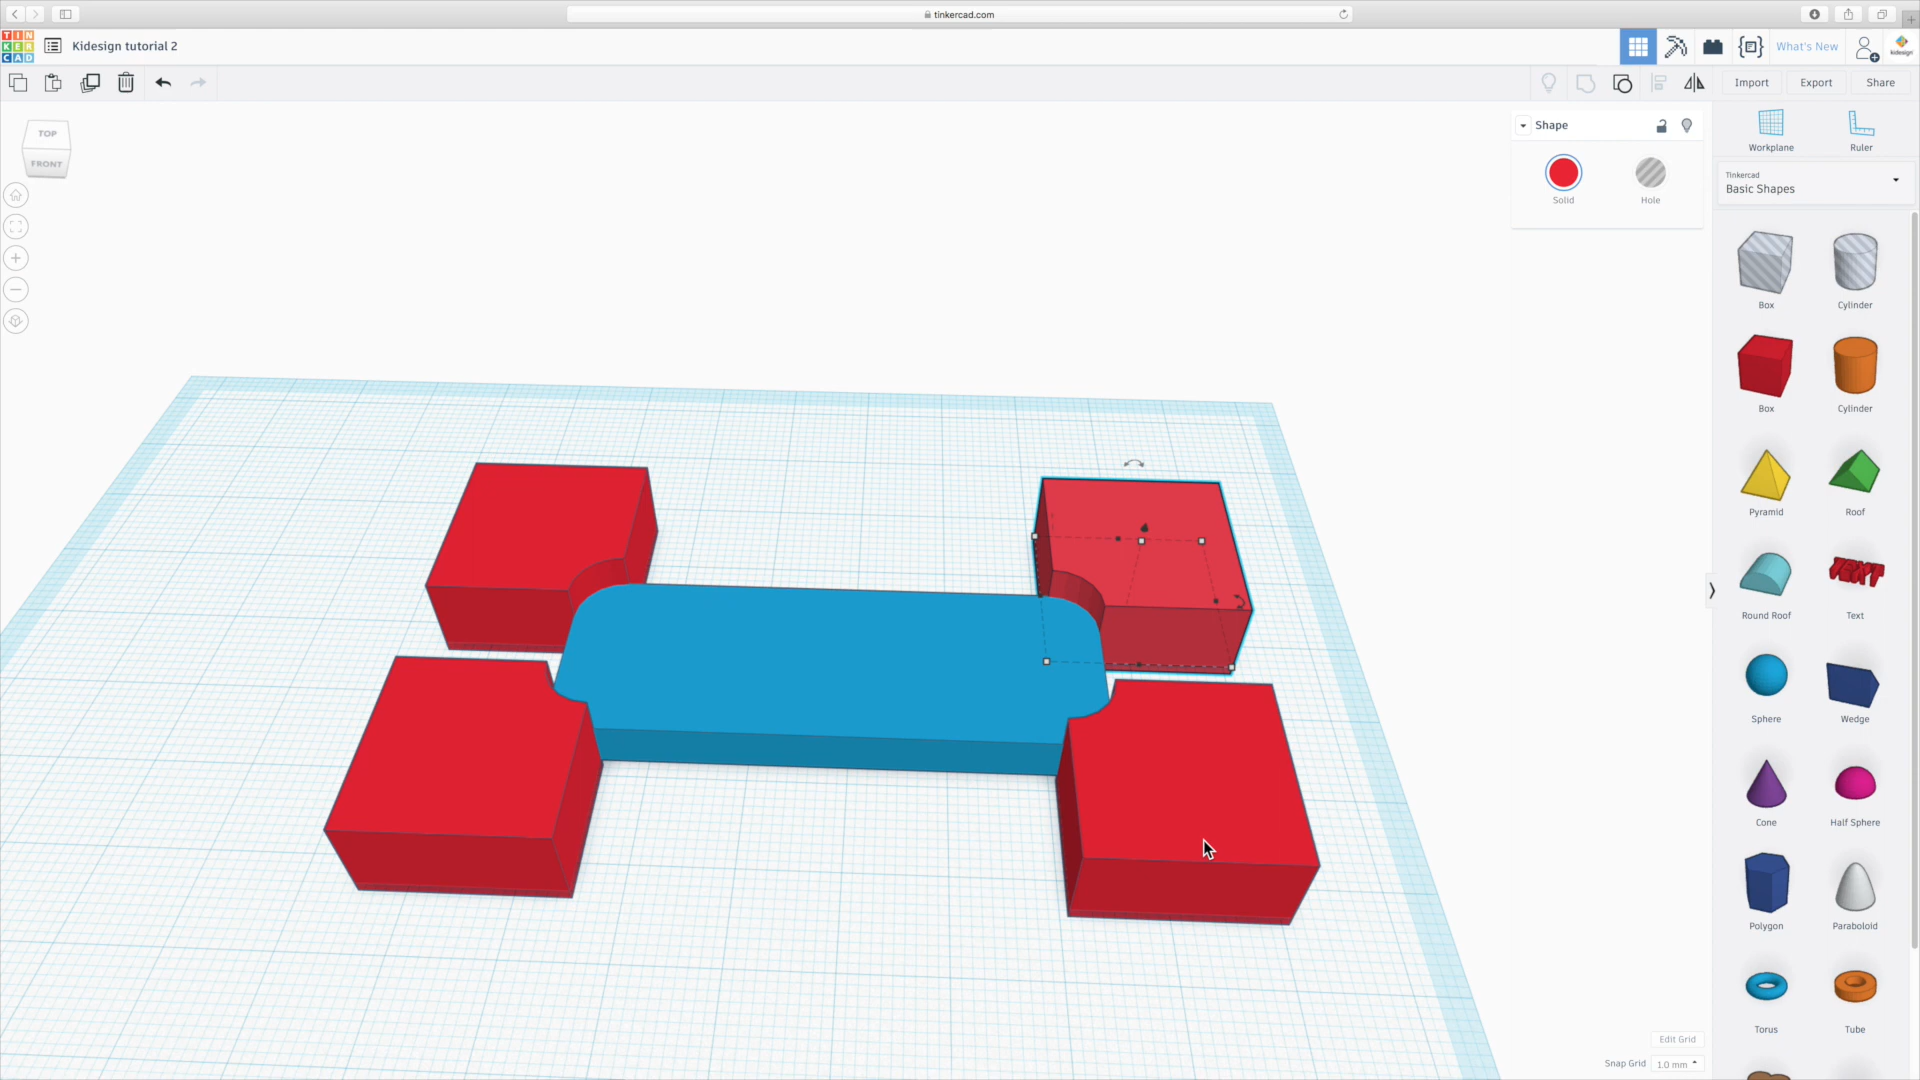 tinkercad.com
TIN
KER
CAD
Kidesign tutorial 2
What's New
kidesign
Import
Export
Share
TOP
FRONT
Shape
Solid
Hole
Workplane
Ruler
Tinkercad
Basic Shapes
Box
Cylinder
Box
Cylinder
Pyramid
Roof
TEXT
Round Roof
Text
Sphere
Wedge
Cone
Half Sphere
Polygon
Paraboloid
Torus
Tube
Edit Grid
Snap Grid
1.0 mm